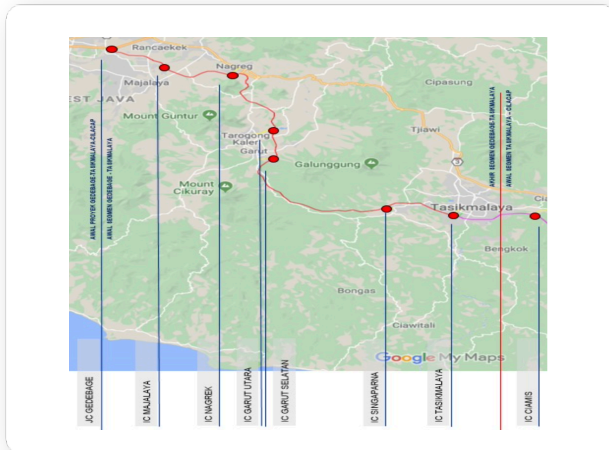 Rancaekek
Nagreg
Majalaya
Cipasung
EST JAVA
Mount Guntur
Tjiawi
Tarogong
Kaler
Garut
Galunggung
Mount
Cikuray
Tasikmalaya
Cia
Bengkok
Bongas
Ciawitali
Google My Maps
AWAL PROYEK GEDEBAGE-TASIKMALAYA-CILACAP
AWAL SEGMEN GEDEBAGE -TASIKMALAYA
AKHIR SEGMEN GEDEBAGE-TASIKMALAYA
AWAL SEGMEN TASIKMALAYA – CILACAP
JC GEDEBAGE
IC MAJALAYA
IC NAGREK
IC GARUT UTARA
IC GARUT SELATAN
IC SINGAPARNA
IC TASIKMALAYA
IC CIAMIS